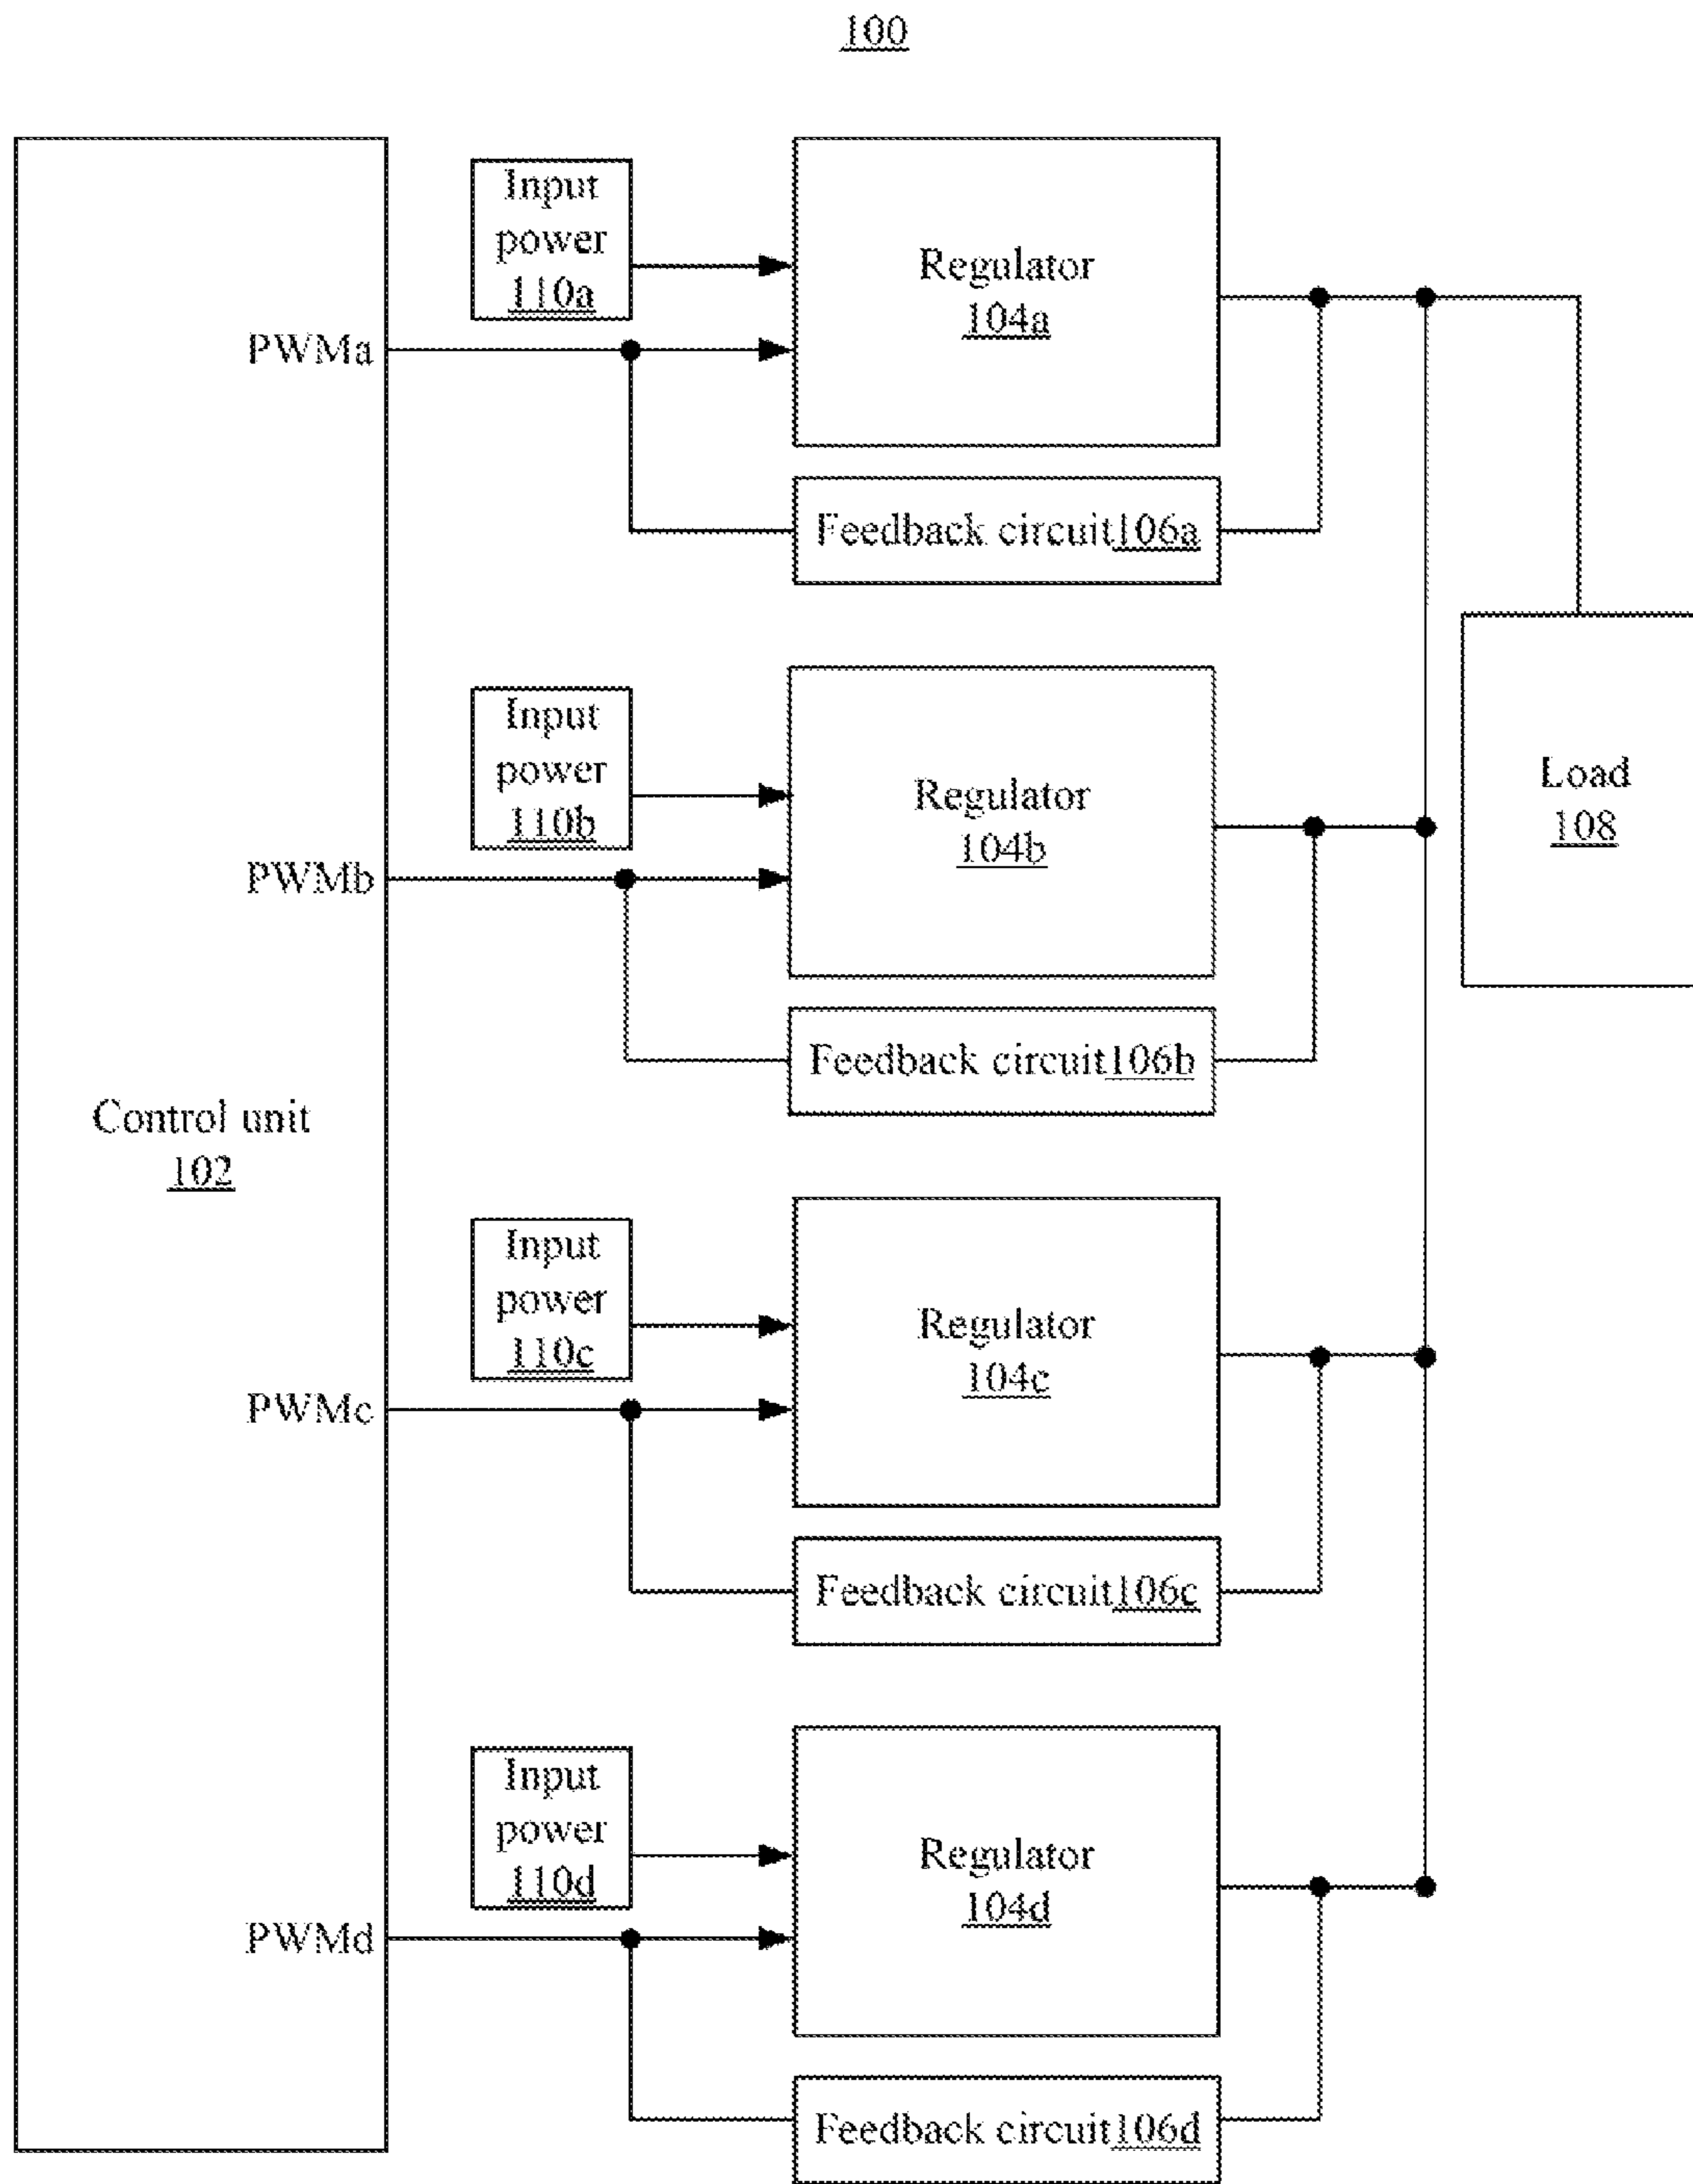 100
Input
power
110a
Regulator
104a
PWMa
Feedback circuit106a
Input
power
110b
Regulator
104b
Load
108
PWMb
Feedback circuit106b
Control unit
102
Input
power
110c
Regulator
104c
PWMc
Feedback circuit106c
Input
power
110d
Regulator
104d
PWMd
Feedback circuit106d